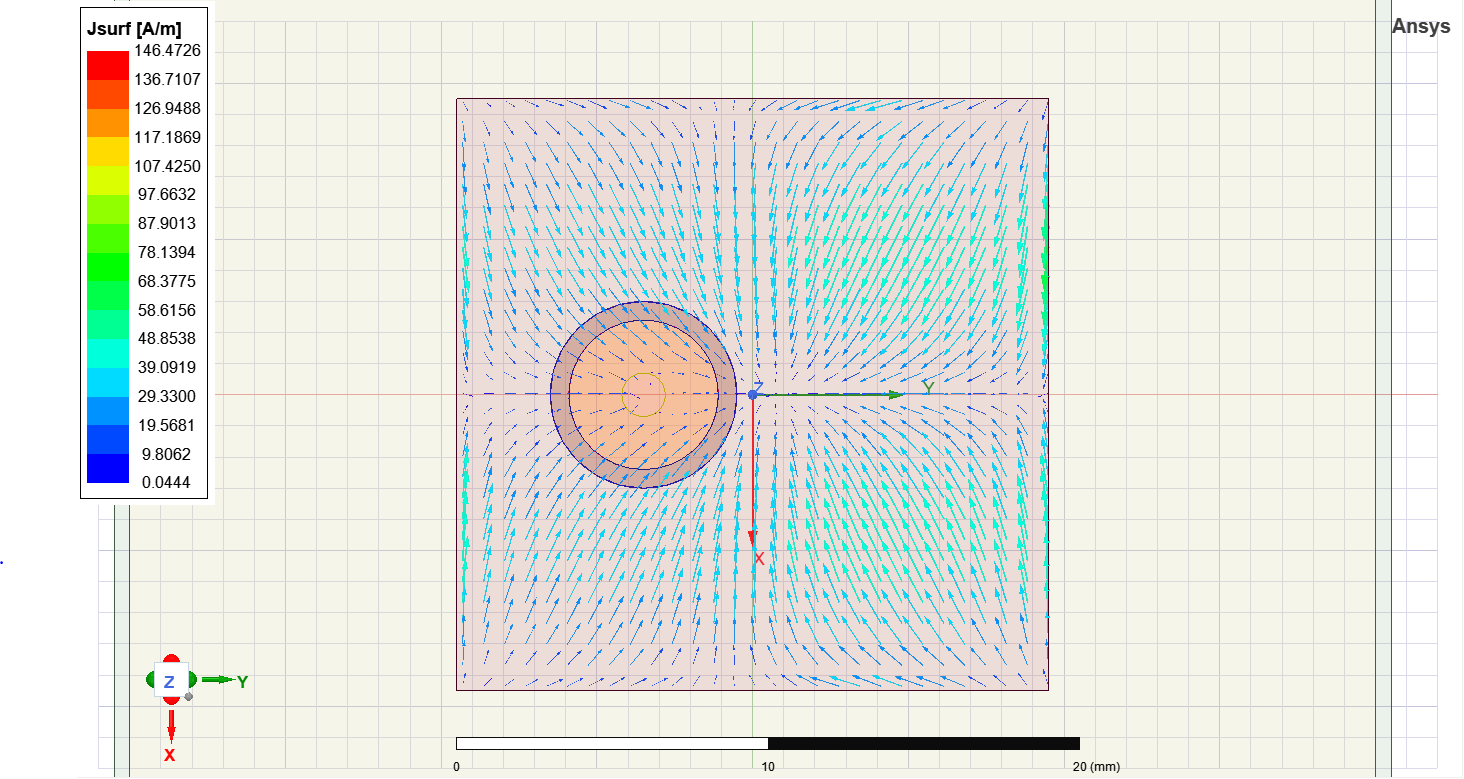 Jsurf [A/m]
146.4726
136.7107
126.9488
117.1869
107.4250
97.6632
87.9013
78.1394
68.3775
58.6156
48.8538
39.0919
29.3300
19.5681
9.8062
0.0444
Ansys
Z
Y
X
Z
Y
X
0
10
20 (mm)